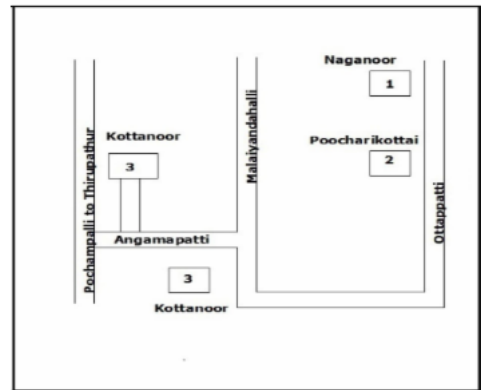 Naganoor
1
Kottanoor
3
Poocharikottai
2
Pochampalli to Thirupathur
Malaiyandahalli
Ottappatti
Angamapatti
3
Kottanoor